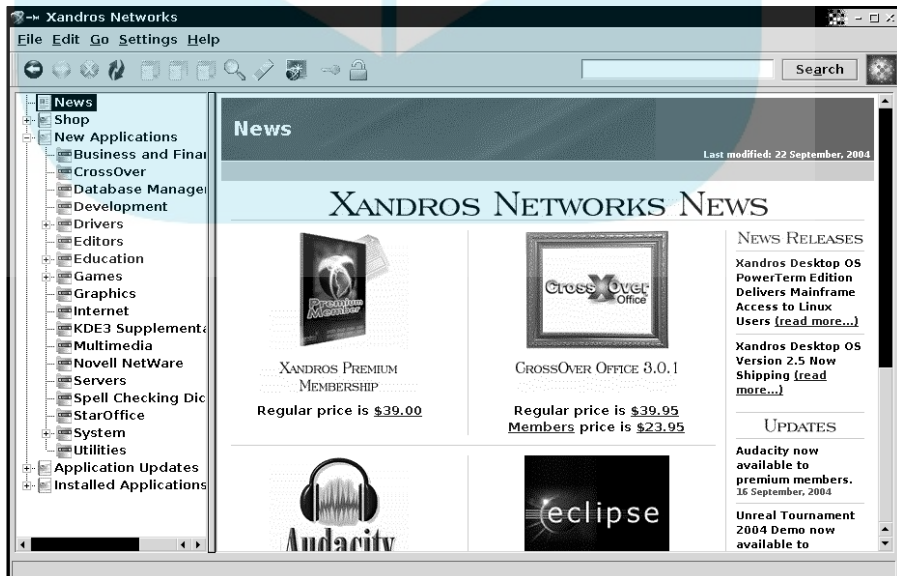 Xandros Networks
File Edit Go Settings Help
Search
News
Shop
New Applications
Business and Finan
CrossOver
Database Manager
Development
Drivers
Editors
Education
Games
Graphics
Internet
KDE3 Supplementa
Multimedia
Novell NetWare
Servers
Spell Checking Dic
StarOffice
System
Utilities
Application Updates
Installed Applications
News
Last modified: 22 September, 2004
XANDROS NETWORKS NEWS
Premium
Member
XANDROS PREMIUM
MEMBERSHIP
Regular price is $39.00
CrossOver
Office
CROSSOVER OFFICE 3.0.1
Regular price is $39.95
Members price is $23.95
Audacity
eclipse
NEWS RELEASES
Xandros Desktop OS
PowerTerm Edition
Delivers Mainframe
Access to Linux
Users (read more...)
Xandros Desktop OS
Version 2.5 Now
Shipping (read
more...)
UPDATES
Audacity now
available to
premium members.
16 September, 2004
Unreal Tournament
2004 Demo now
available to